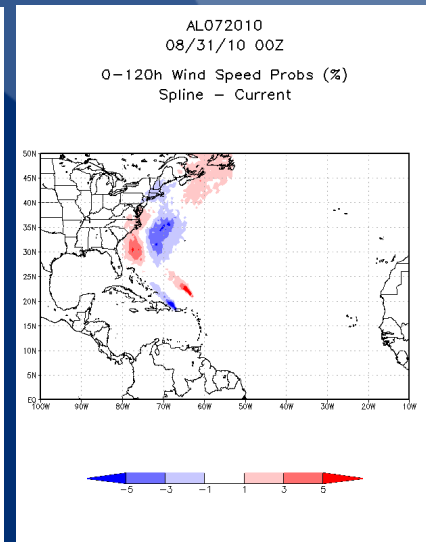 AL072010
08/31/10 00Z
0-120h Wind Speed Probs (%)
Spline - Current
50N
45N
40N
35N
30N
25N
20N
15N
10N
5N
EQ
100W 90W 80W 70W 60W 50W 40W 30W 20W 10W
-5 -3 -1 1 3 5